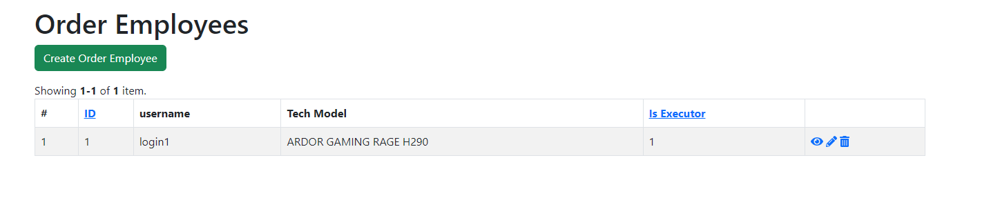 Order Employees
Create Order Employee
Showing 1-1 of 1 item.
# ID username Tech Model Is Executor
1 1 login1 ARDOR GAMING RAGE H290 1